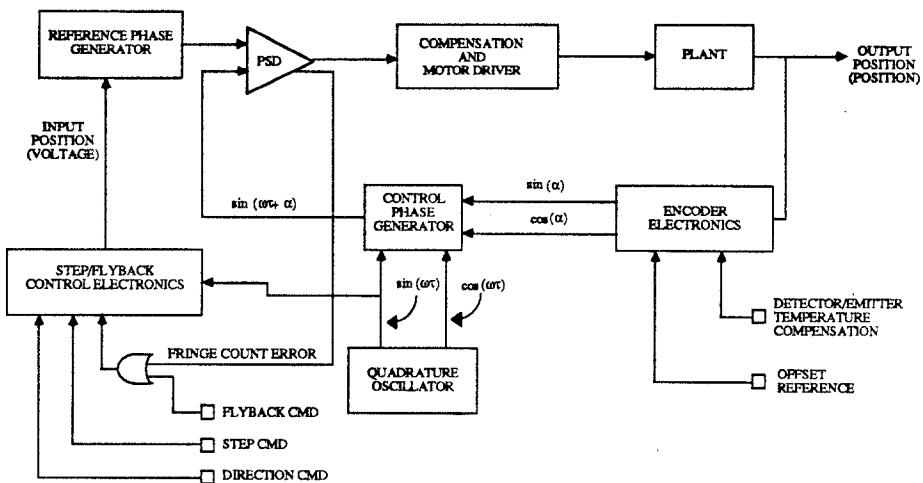 REFERENCE PHASE
GENERATOR
PSD
COMPENSATION
AND
MOTOR DRIVER
PLANT
OUTPUT
POSITION
(POSITION)
INPUT
POSITION
(VOLTAGE)
sin (ωτ+ α)
CONTROL
PHASE
GENERATOR
sin (α)
cos (α)
ENCODER
ELECTRONICS
STEP/FLYBACK
CONTROL ELECTRONICS
sin (ωτ)
cos (ωτ)
DETECTOR/EMITTER
TEMPERATURE
COMPENSATION
FRINGE COUNT ERROR
QUADRATURE
OSCILLATOR
OFFSET
REFERENCE
FLYBACK CMD
STEP CMD
DIRECTION CMD